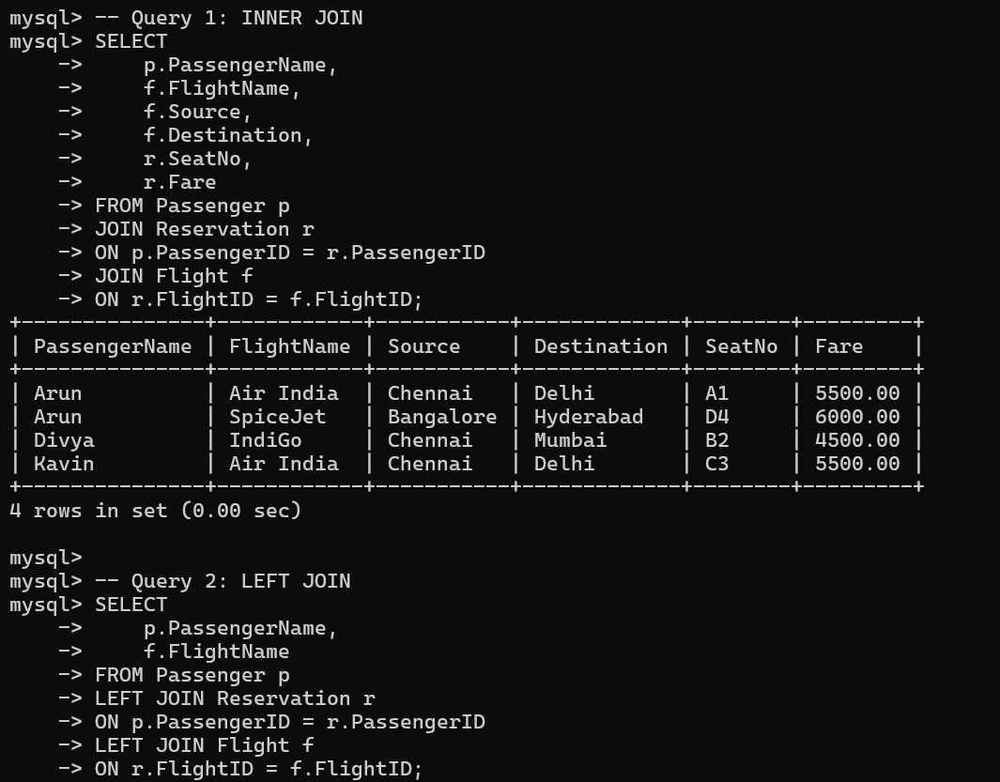 mysql> -- Query 1: INNER JOIN
mysql> SELECT
    ->     p.PassengerName,
    ->     f.FlightName,
    ->     f.Source,
    ->     f.Destination,
    ->     r.SeatNo,
    ->     r.Fare
    -> FROM Passenger p
    -> JOIN Reservation r
    -> ON p.PassengerID = r.PassengerID
    -> JOIN Flight f
    -> ON r.FlightID = f.FlightID;
+---------------+------------+-----------+-------------+--------+---------+
| PassengerName | FlightName | Source    | Destination | SeatNo | Fare    |
+---------------+------------+-----------+-------------+--------+---------+
| Arun          | Air India  | Chennai   | Delhi       | A1     | 5500.00 |
| Arun          | SpiceJet   | Bangalore | Hyderabad   | D4     | 6000.00 |
| Divya         | IndiGo     | Chennai   | Mumbai      | B2     | 4500.00 |
| Kavin         | Air India  | Chennai   | Delhi       | C3     | 5500.00 |
+---------------+------------+-----------+-------------+--------+---------+
4 rows in set (0.00 sec)

mysql>
mysql> -- Query 2: LEFT JOIN
mysql> SELECT
    ->     p.PassengerName,
    ->     f.FlightName
    -> FROM Passenger p
    -> LEFT JOIN Reservation r
    -> ON p.PassengerID = r.PassengerID
    -> LEFT JOIN Flight f
    -> ON r.FlightID = f.FlightID;